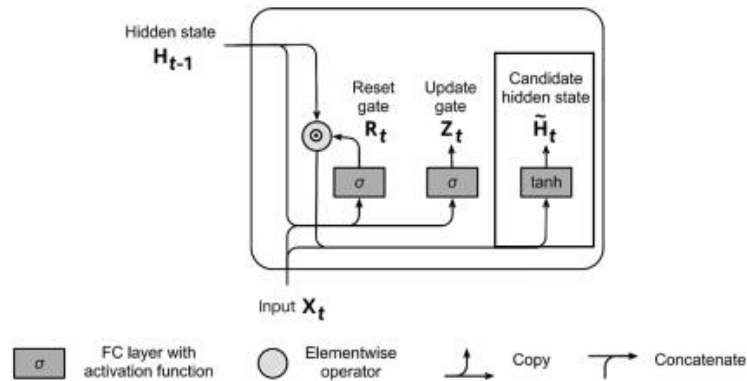 Hidden state
H_{t-1}
Reset
gate
R_t
Update
gate
Z_t
Candidate
hidden state
H̃_t
⊙
σ
σ
tanh
Input X_t
σ
FC layer with
activation function
Elementwise
operator
Copy
Concatenate